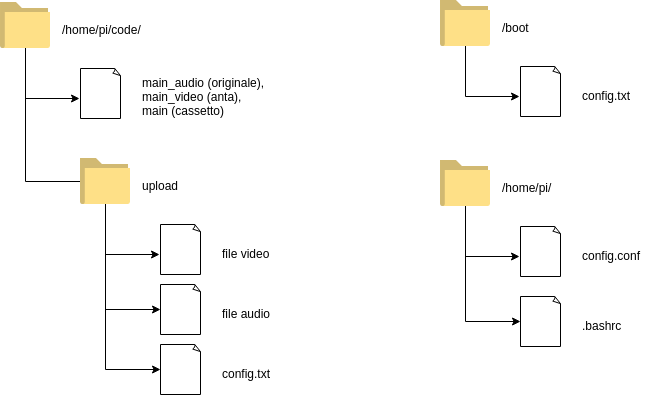 /home/pi/code/
main_audio (originale),
main_video (anta),
main (cassetto)
upload
file video
file audio
config.txt
/boot
config.txt
/home/pi/
config.conf
.bashrc